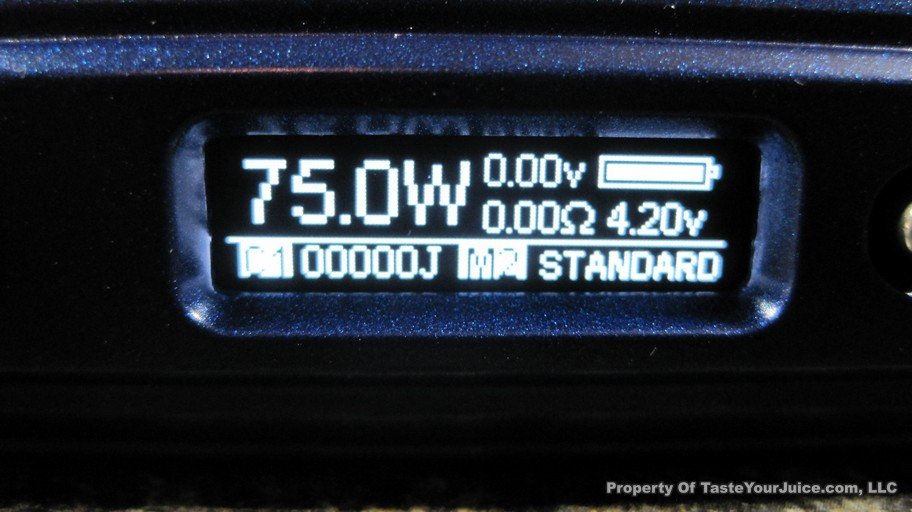 75.0W 0.00v
0.00Ω 4.20v
00000J STANDARD
Property Of TasteYourJuice.com, LLC